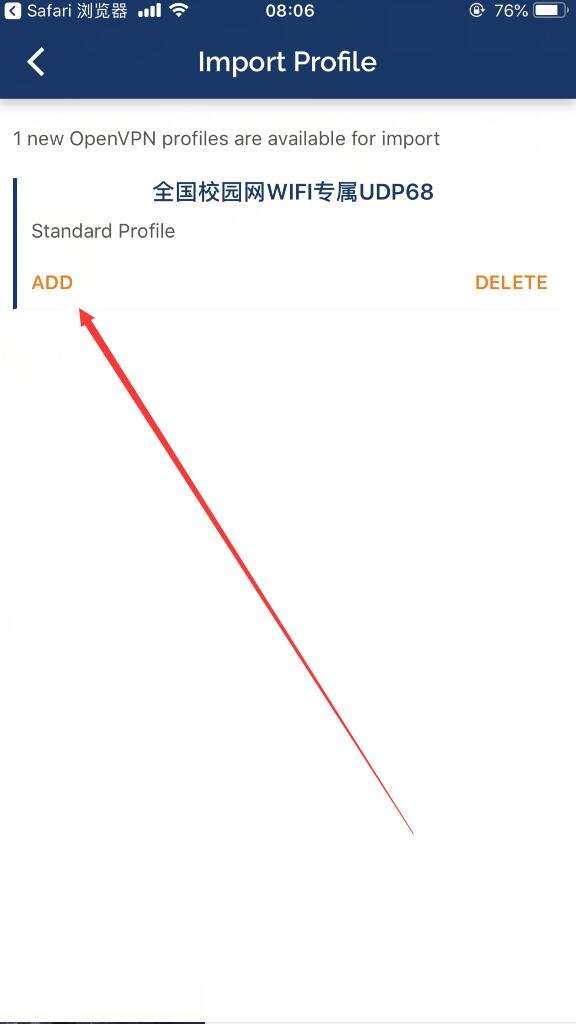 Safari 浏览器 08:06 76%
Import Profile
1 new OpenVPN profiles are available for import
全国校园网WIFI专属UDP68
Standard Profile
ADD DELETE